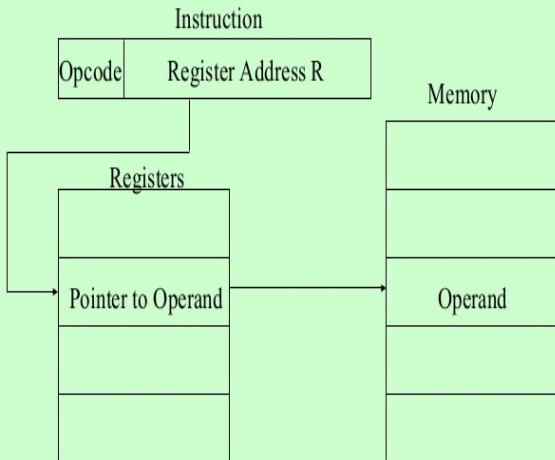 Instruction
Opcode Register Address R
Memory
Registers
Pointer to Operand Operand